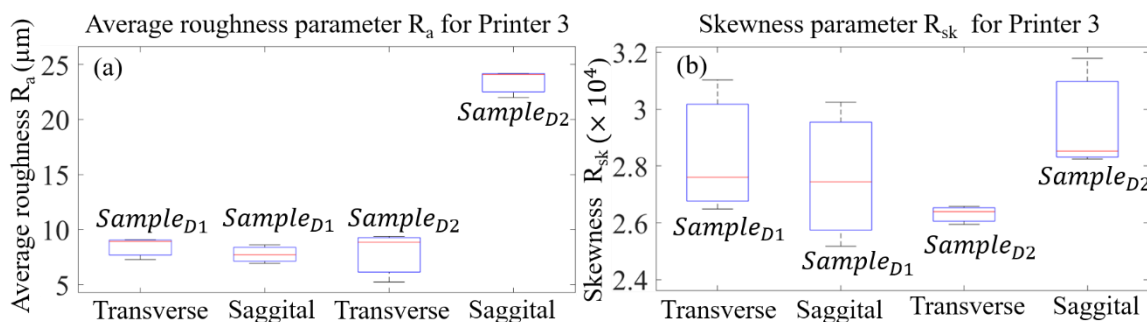 Average roughness parameter Ra for Printer 3
(a)
Average roughness Ra (μm)
25
20
15
10
5
SampleD1
SampleD1
SampleD2
SampleD2
Transverse
Saggital
Transverse
Saggital
Skewness parameter Rsk for Printer 3
(b)
Skewness Rsk (× 10^4)
3.2
3
2.8
2.6
2.4
SampleD1
SampleD1
SampleD2
SampleD2
Transverse
Saggital
Transverse
Saggital